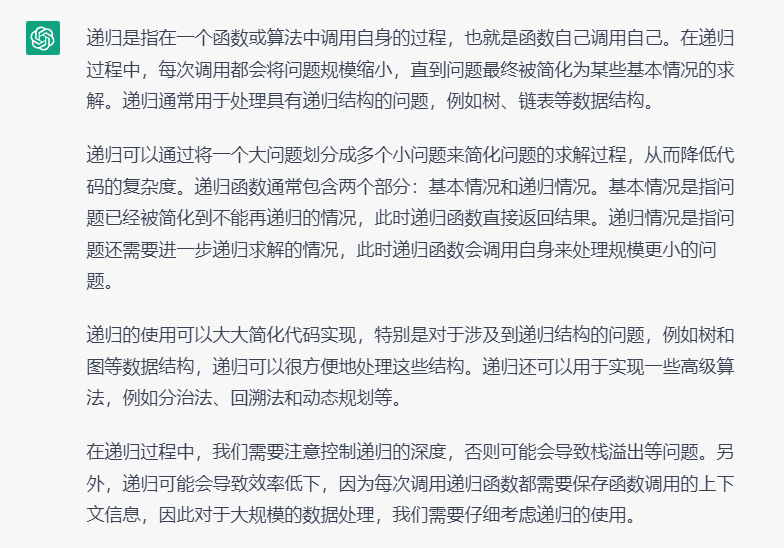 递归是指在一个函数或算法中调用自身的过程，也就是函数自己调用自己。在递归
过程中，每次调用都会将问题规模缩小，直到问题最终被简化为某些基本情况的求
解。递归通常用于处理具有递归结构的问题，例如树、链表等数据结构。
递归可以通过将一个大问题划分成多个小问题来简化问题的求解过程，从而降低代
码的复杂度。递归函数通常包含两个部分：基本情况和递归情况。基本情况是指问
题已经被简化到不能再递归的情况，此时递归函数直接返回结果。递归情况是指问
题还需要进一步递归求解的情况，此时递归函数会调用自身来处理规模更小的问
题。
递归的使用可以大大简化代码实现，特别是对于涉及到递归结构的问题，例如树和
图等数据结构，递归可以很方便地处理这些结构。递归还可以用于实现一些高级算
法，例如分治法、回溯法和动态规划等。
在递归过程中，我们需要注意控制递归的深度，否则可能会导致栈溢出等问题。另
外，递归可能会导致效率低下，因为每次调用递归函数都需要保存函数调用的上下
文信息，因此对于大规模的数据处理，我们需要仔细考虑递归的使用。